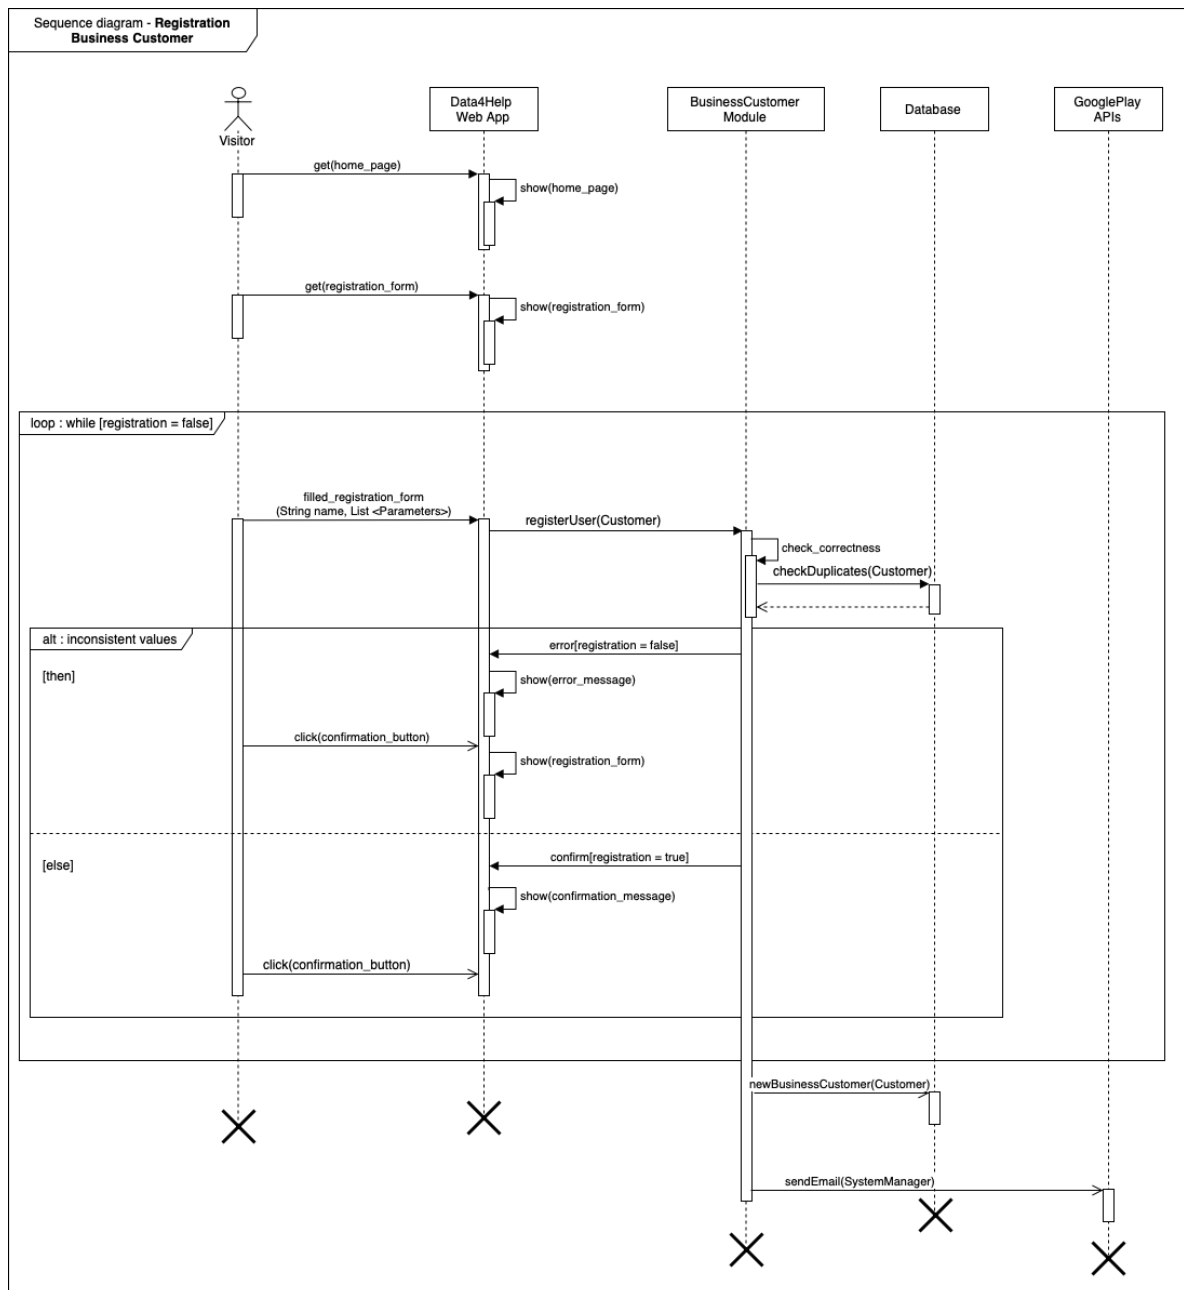 Sequence diagram - Registration
Business Customer
Visitor
Data4Help
Web App
BusinessCustomer
Module
Database
GooglePlay
APIs
get(home_page)
show(home_page)
get(registration_form)
show(registration_form)
loop : while [registration = false]
filled_registration_form
(String name, List <Parameters>)
registerUser(Customer)
check_correctness
checkDuplicates(Customer)
alt : inconsistent values
error[registration = false]
[then]
show(error_message)
click(confirmation_button)
show(registration_form)
[else]
confirm[registration = true]
show(confirmation_message)
click(confirmation_button)
newBusinessCustomer(Customer)
sendEmail(SystemManager)